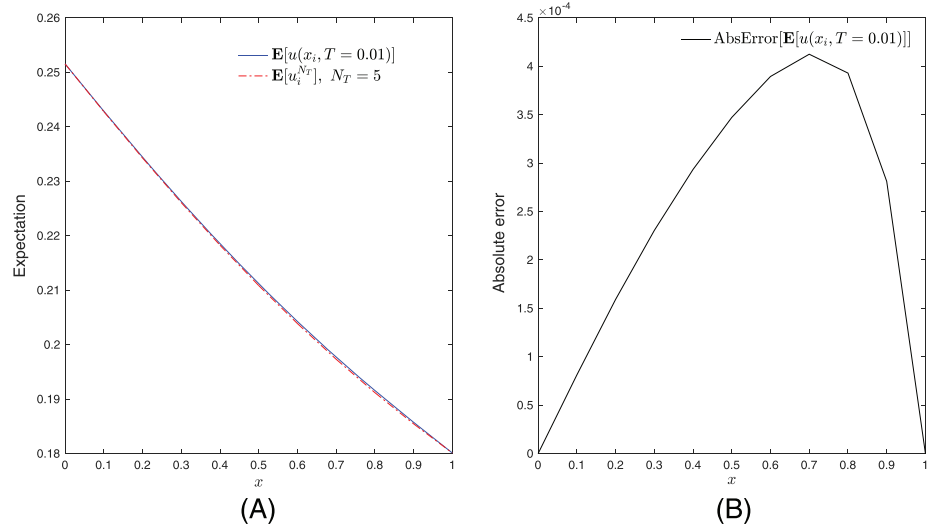 0.26
0.25
0.24
0.23
0.22
0.21
0.2
0.19
0.18
0 0.1 0.2 0.3 0.4 0.5 0.6 0.7 0.8 0.9 1
Expectation
x
E[u(x_i, T = 0.01)]
E[u_i^{N_T}], N_T = 5
(A)
×10^{-4}
4.5
4
3.5
3
2.5
2
1.5
1
0.5
0
0 0.1 0.2 0.3 0.4 0.5 0.6 0.7 0.8 0.9 1
Absolute error
x
AbsError[E[u(x_i, T = 0.01)]]
(B)